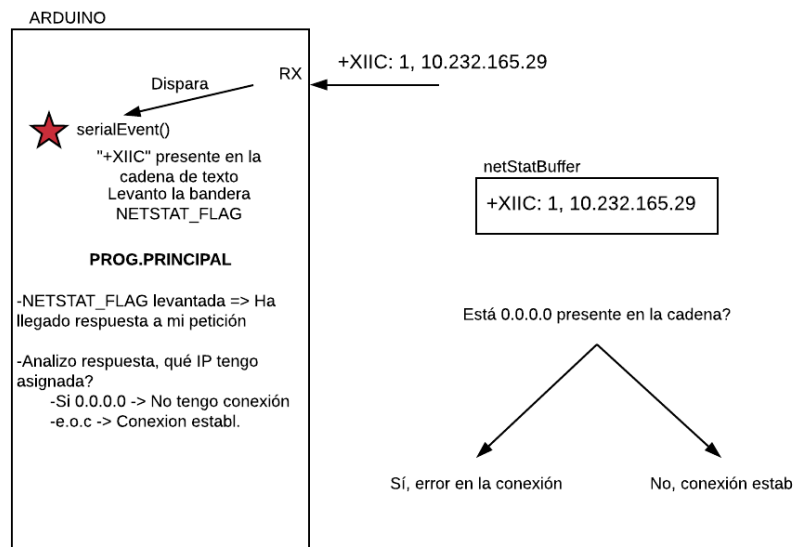 ARDUINO
+XIIC: 1, 10.232.165.29
RX
Dispara
serialEvent()
"+XIIC" presente en la
cadena de texto
Levanto la bandera
NETSTAT_FLAG
PROG.PRINCIPAL
-NETSTAT_FLAG levantada => Ha
llegado respuesta a mi petición
-Analizo respuesta, qué IP tengo
asignada?
-Si 0.0.0.0 -> No tengo conexión
-e.o.c -> Conexion establ.
netStatBuffer
+XIIC: 1, 10.232.165.29
Está 0.0.0.0 presente en la cadena?
Sí, error en la conexión
No, conexión estab